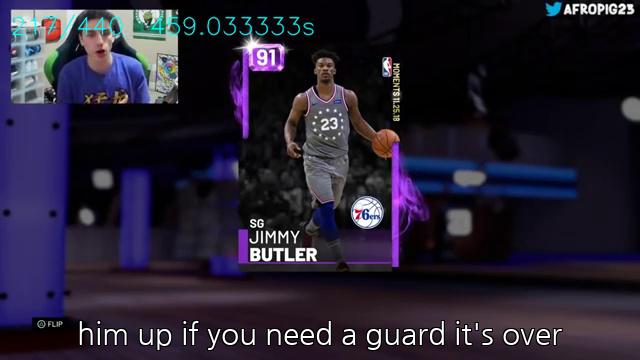 217/440 459.033333s
AFROPIG23
91
NBA
MOMENTS 11.25.18
23
76ers
SG
JIMMY
BUTLER
FLIP
him up if you need a guard it's over